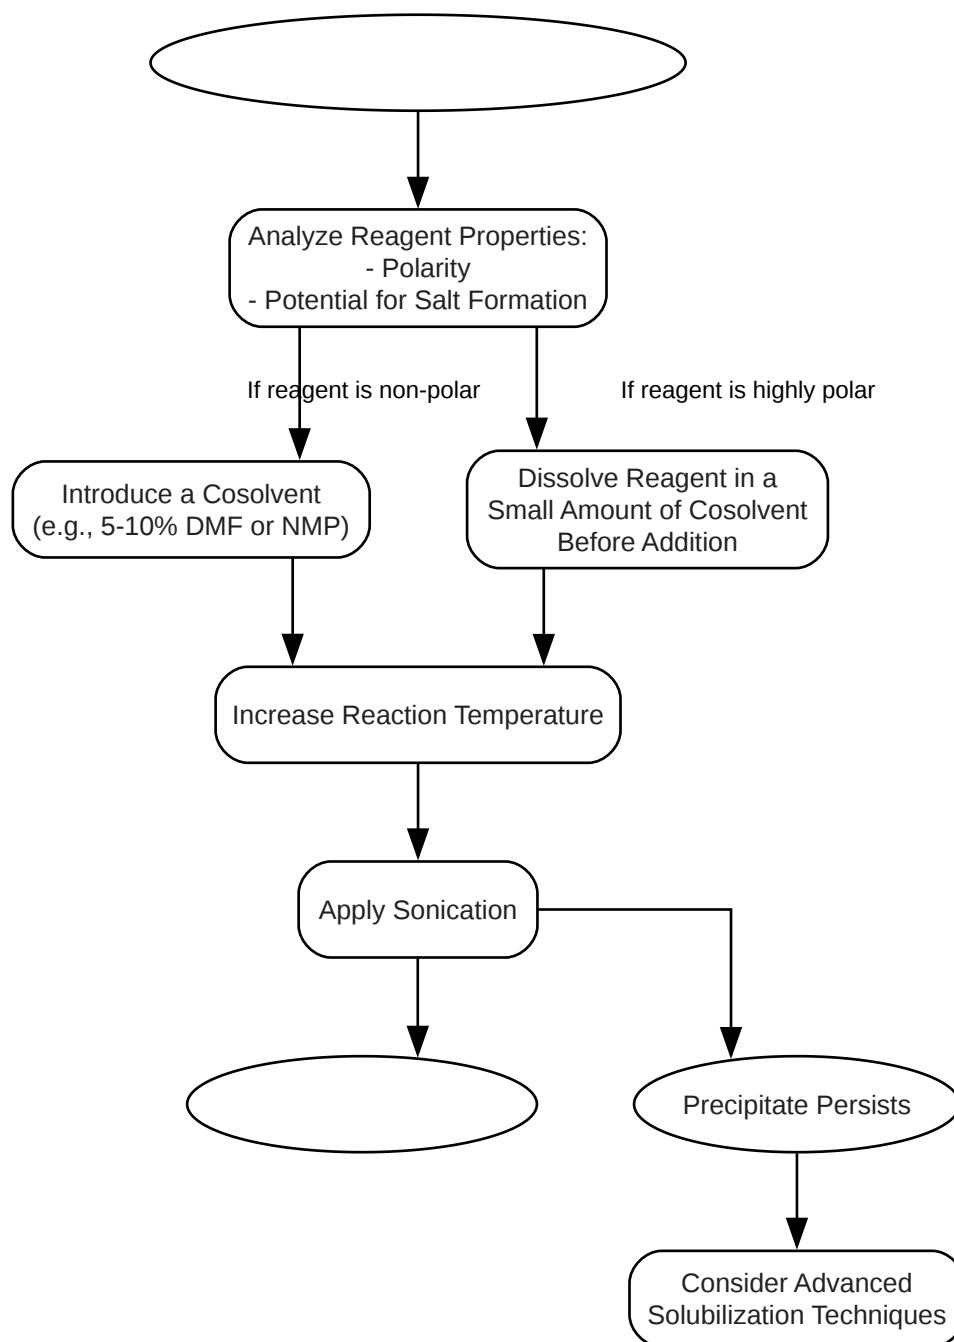 Analyze Reagent Properties:
- Polarity
- Potential for Salt Formation
If reagent is non-polar
If reagent is highly polar
Introduce a Cosolvent
(e.g., 5-10% DMF or NMP)
Dissolve Reagent in a
Small Amount of Cosolvent
Before Addition
Increase Reaction Temperature
Apply Sonication
Precipitate Persists
Consider Advanced
Solubilization Techniques